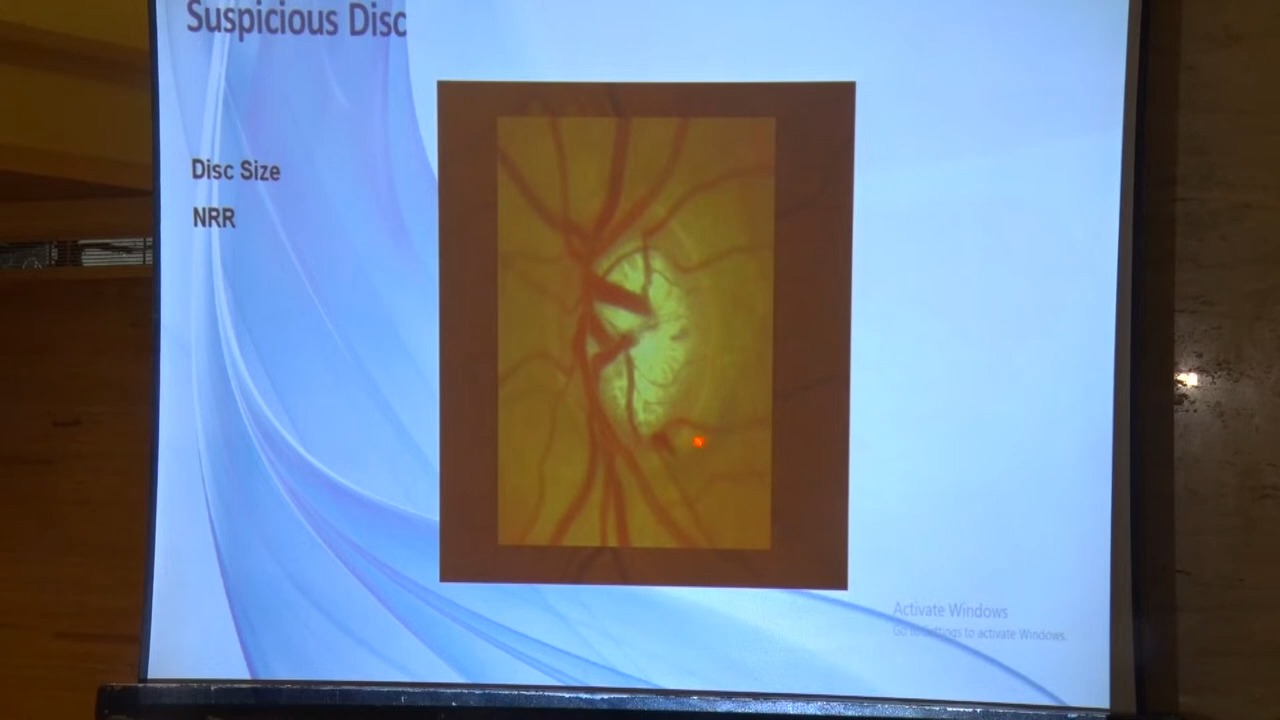 Suspicious Disc
Disc Size
NRR
Activate Windows
Go to Settings to activate Windows.